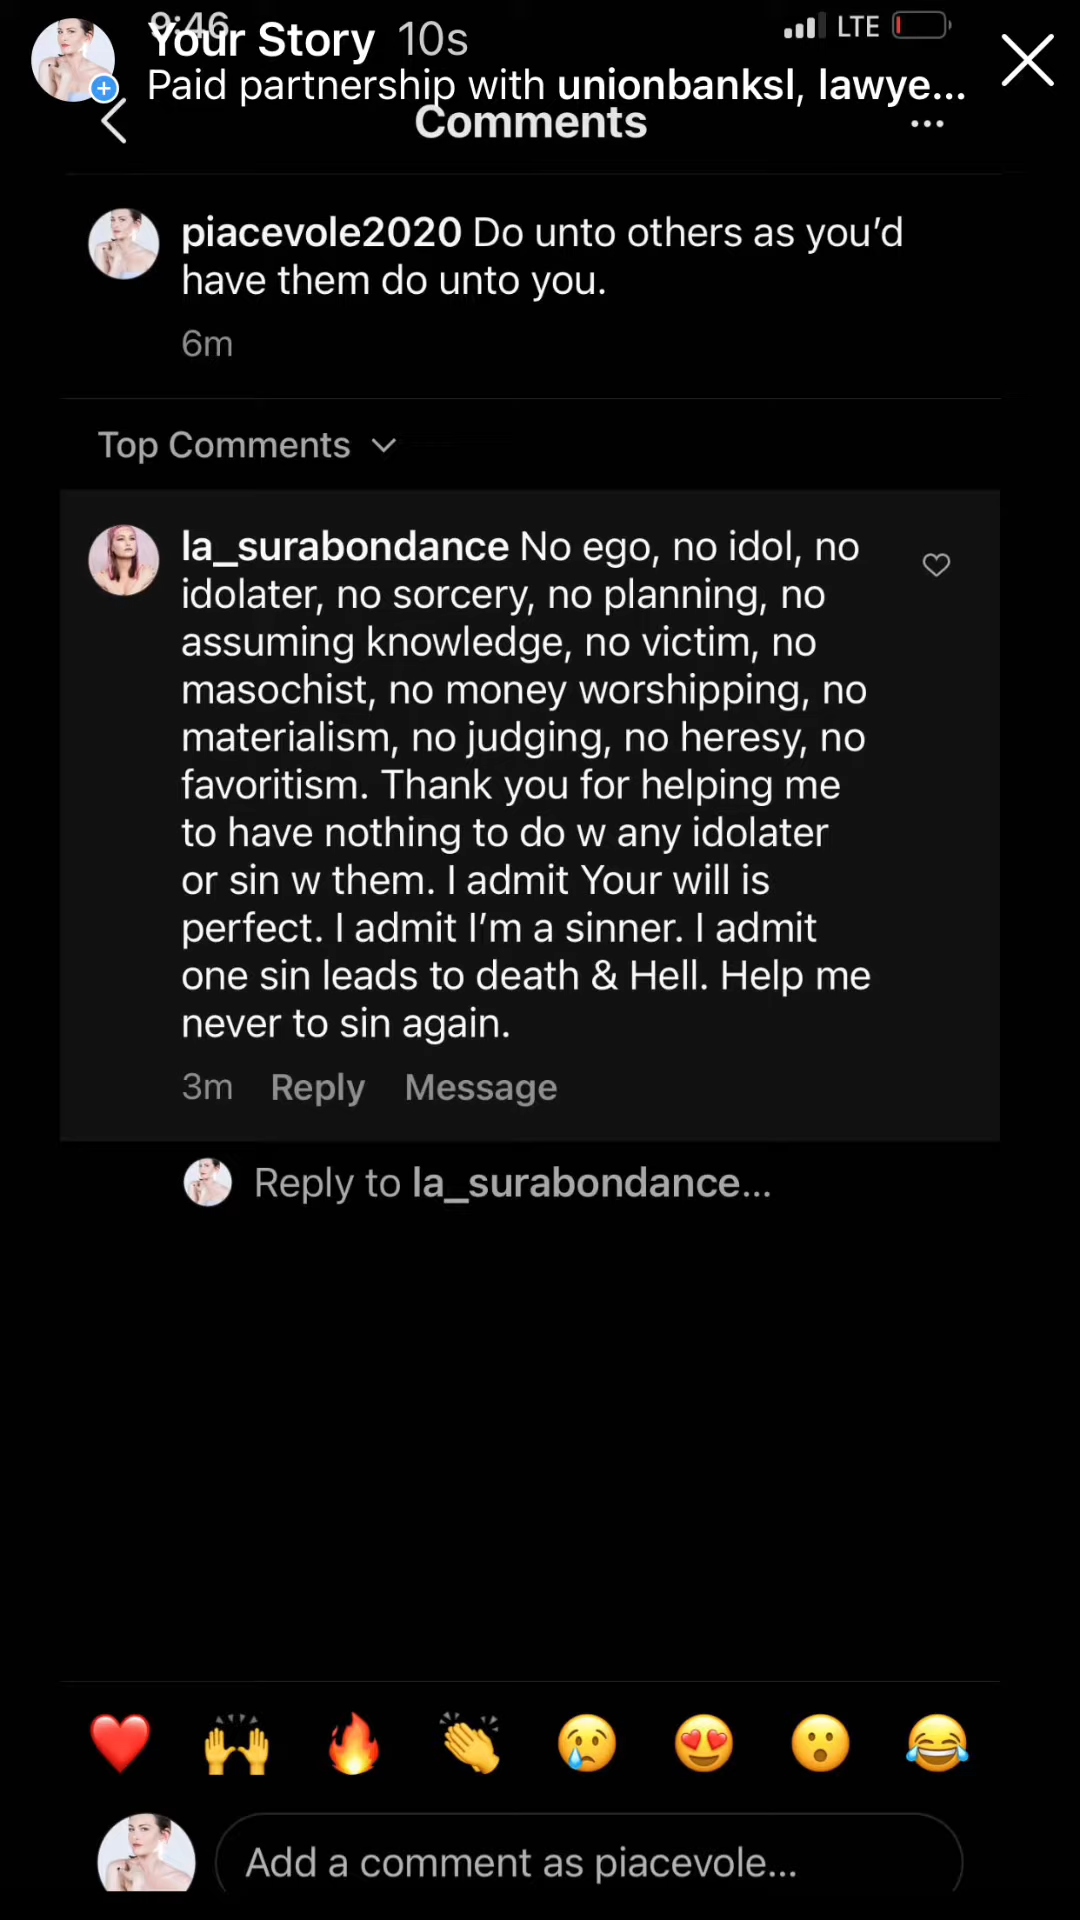 9:46
LTE
Your Story 10s
Paid partnership with unionbanksl, lawye...
Comments
piacevole2020 Do unto others as you’d
have them do unto you.
6m
Top Comments
la_surabondance No ego, no idol, no
idolater, no sorcery, no planning, no
assuming knowledge, no victim, no
masochist, no money worshipping, no
materialism, no judging, no heresy, no
favoritism. Thank you for helping me
to have nothing to do w any idolater
or sin w them. I admit Your will is
perfect. I admit I’m a sinner. I admit
one sin leads to death & Hell. Help me
never to sin again.
3m Reply Message
Reply to la_surabondance...
Add a comment as piacevole...